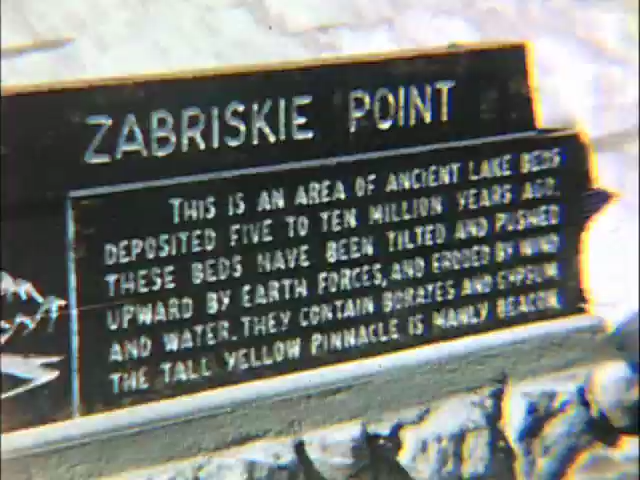 ZABRISKIE POINT
THIS IS AN AREA OF ANCIENT LAKE BEDS
DEPOSITED FIVE TO TEN MILLION YEARS AGO.
THESE BEDS HAVE BEEN TILTED AND PUSHED
UPWARD BY EARTH FORCES, AND ERODED BY WIND
AND WATER. THEY CONTAIN BORATES AND GYPSUM.
THE TALL YELLOW PINNACLE IS MANLY BEACON.